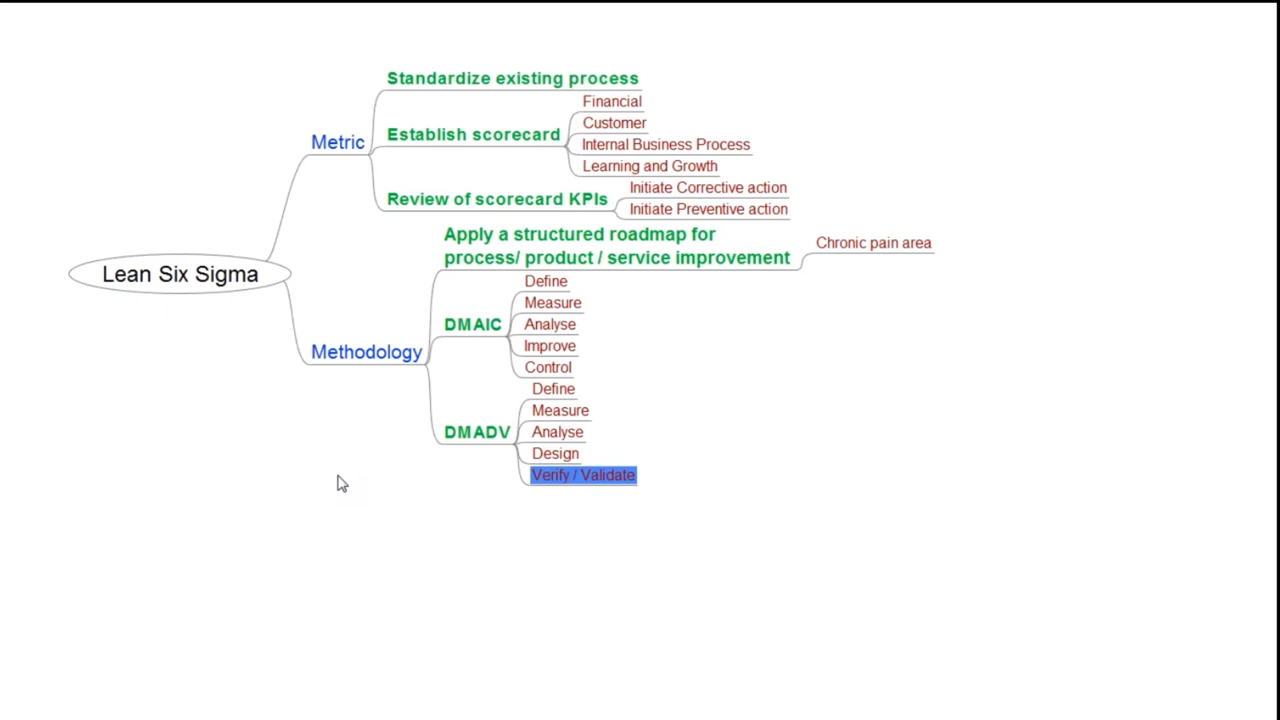 Lean Six Sigma
Metric
Standardize existing process
Establish scorecard
Financial
Customer
Internal Business Process
Learning and Growth
Review of scorecard KPIs
Initiate Corrective action
Initiate Preventive action
Methodology
Apply a structured roadmap for
process/ product / service improvement
Chronic pain area
DMAIC
Define
Measure
Analyse
Improve
Control
DMADV
Define
Measure
Analyse
Design
Verify / Validate